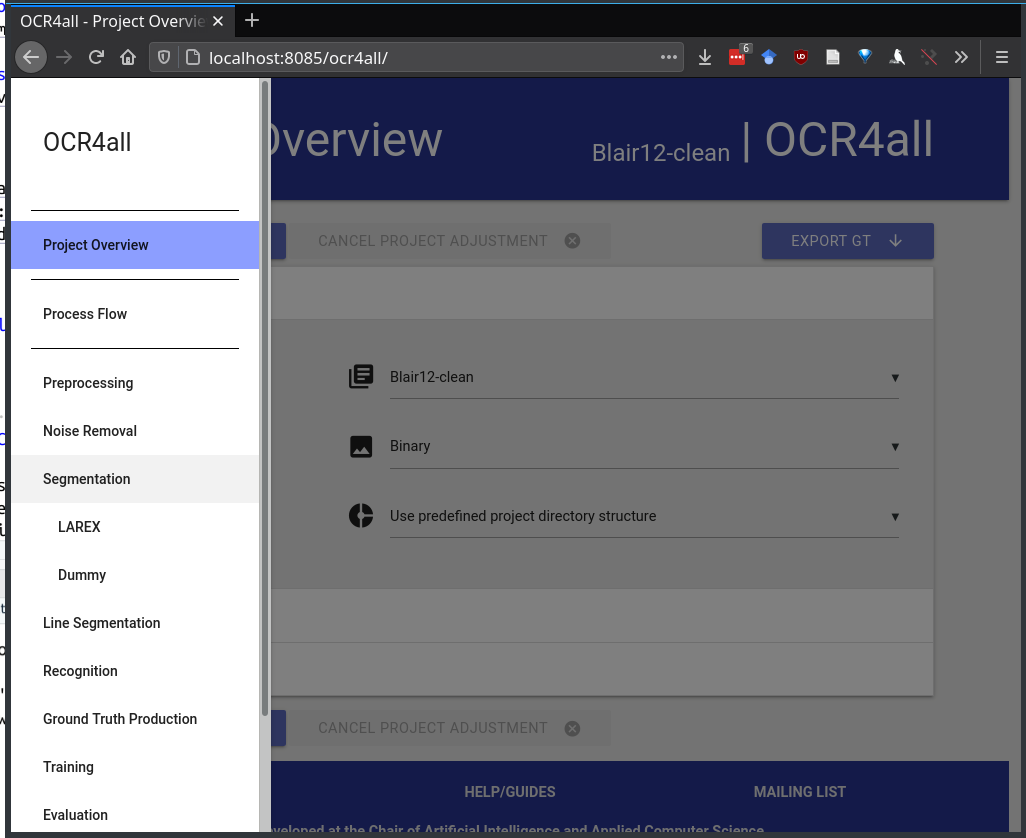 OCR4all - Project Overvie
localhost:8085/ocr4all/
6
OCR4all
Overview
Blair12-clean | OCR4all
Project Overview
CANCEL PROJECT ADJUSTMENT
EXPORT GT
Process Flow
Preprocessing
Blair12-clean
Noise Removal
Binary
Segmentation
LAREX
Use predefined project directory structure
Dummy
Line Segmentation
Recognition
Ground Truth Production
CANCEL PROJECT ADJUSTMENT
Training
HELP/GUIDES
MAILING LIST
Evaluation
veloped at the Chair of Artificial Intelligence and Applied Computer Science